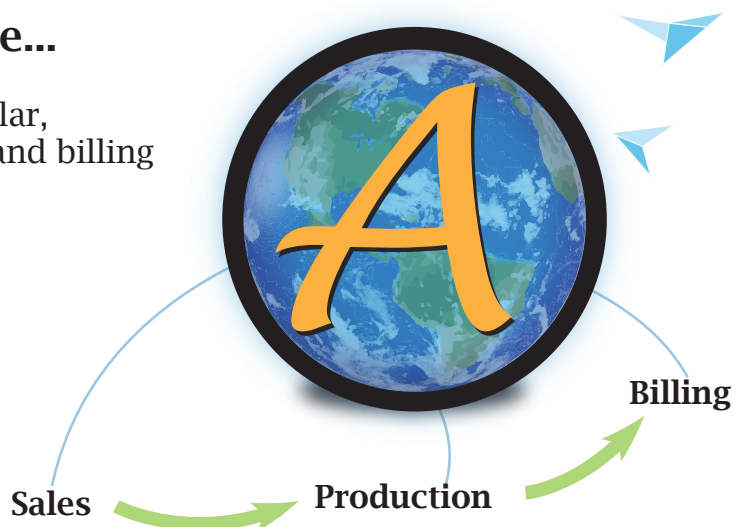 e...
lar,
and billing
A
Billing
Production
Sales